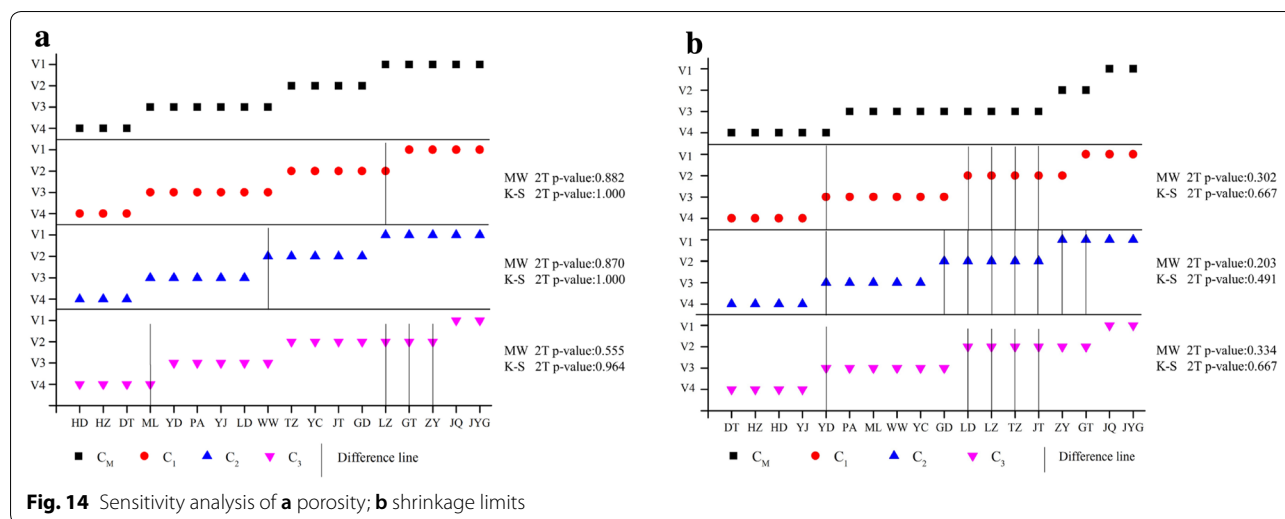 a
V1
V2
V3
V4
V1
V2
V3
V4
MW 2T p-value:0.882
K-S 2T p-value:1.000
V1
V2
V3
V4
MW 2T p-value:0.870
K-S 2T p-value:1.000
V1
V2
V3
V4
MW 2T p-value:0.555
K-S 2T p-value:0.964
HD HZ DT ML YD PA YJ LD WW TZ YC JT GD LZ GT ZY JQ JYG
C_M C_1 C_2 C_3 Difference line
b
V1
V2
V3
V4
V1
V2
V3
V4
MW 2T p-value:0.302
K-S 2T p-value:0.667
V1
V2
V3
V4
MW 2T p-value:0.203
K-S 2T p-value:0.491
V1
V2
V3
V4
MW 2T p-value:0.334
K-S 2T p-value:0.667
DT HZ HD YJ YD PA ML WW YC GD LD LZ TZ JT ZY GT JQ JYG
C_M C_1 C_2 C_3 Difference line
Fig. 14 Sensitivity analysis of a porosity; b shrinkage limits